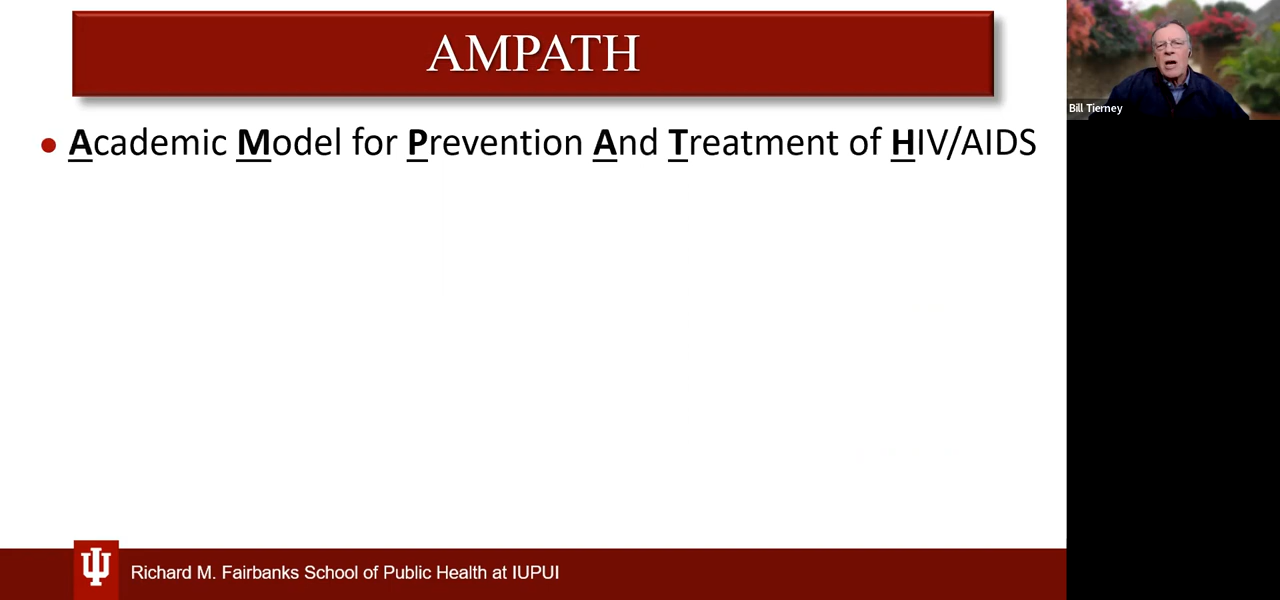 AMPATH
Bill Tierney
• Academic Model for Prevention And Treatment of HIV/AIDS
Richard M. Fairbanks School of Public Health at IUPUI